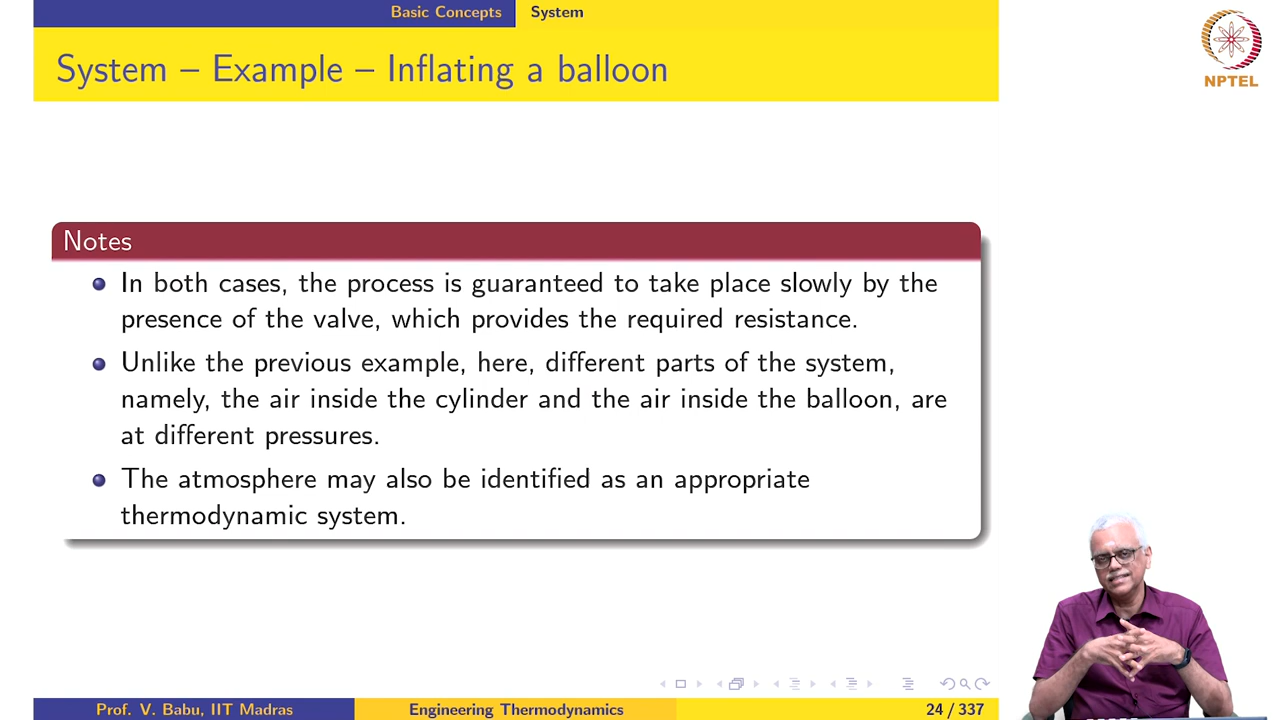 Basic Concepts System
System – Example – Inflating a balloon
NPTEL
Notes
In both cases, the process is guaranteed to take place slowly by the
presence of the valve, which provides the required resistance.
Unlike the previous example, here, different parts of the system,
namely, the air inside the cylinder and the air inside the balloon, are
at different pressures.
The atmosphere may also be identified as an appropriate
thermodynamic system.
Prof. V. Babu, IIT Madras Engineering Thermodynamics 24 / 337